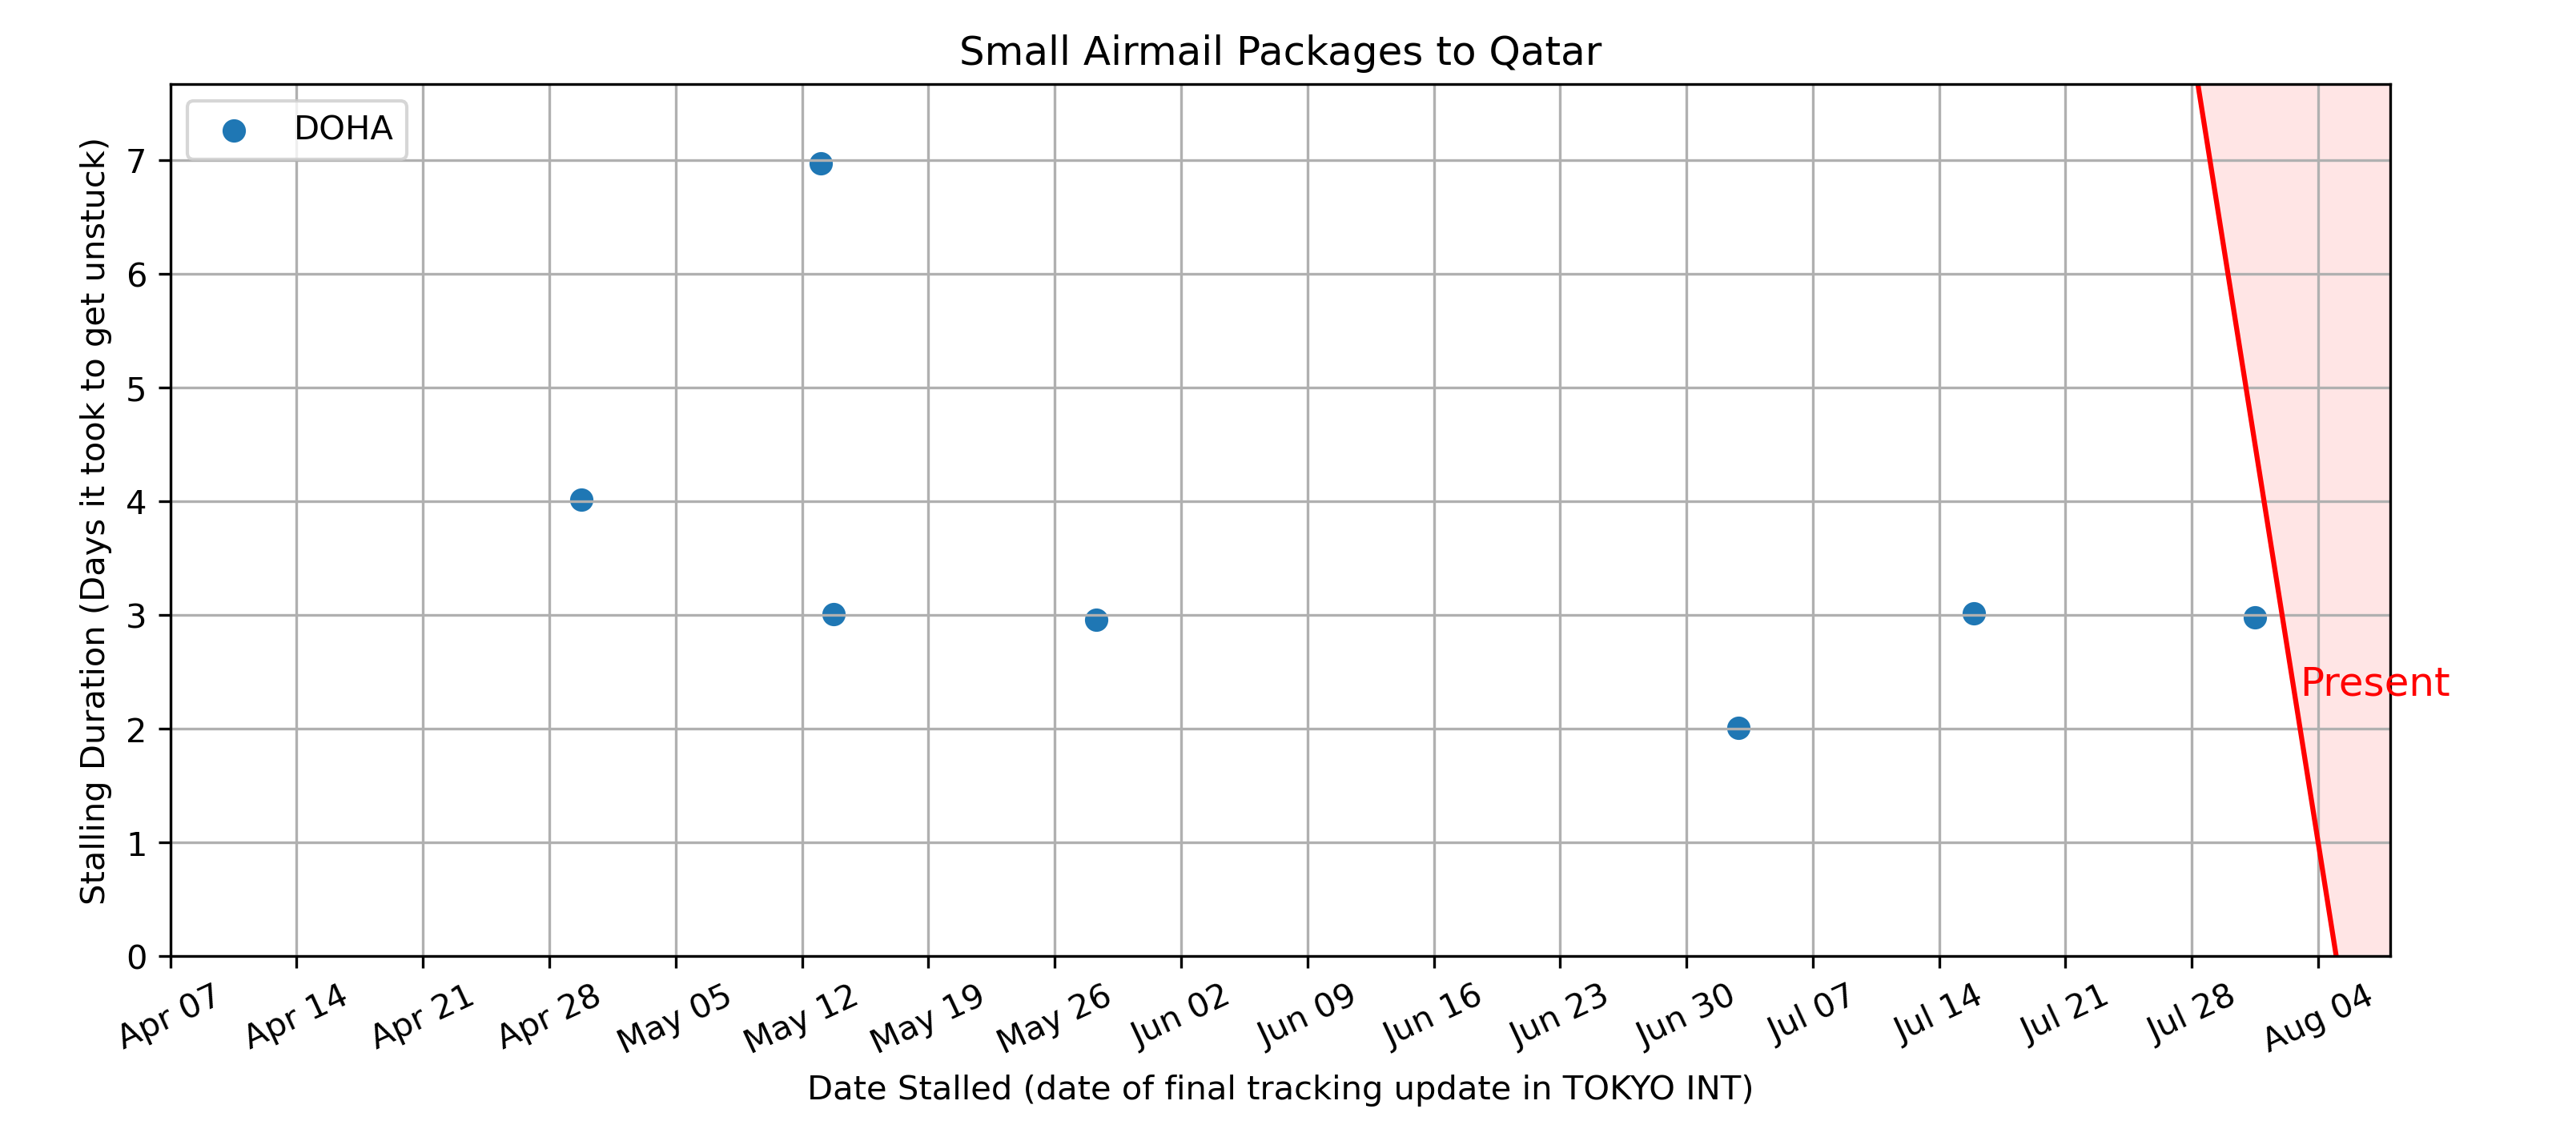 Small Airmail Packages to Qatar
DOHA
Stalling Duration (Days it took to get unstuck)
7
6
5
4
3
2
1
0
Present
Apr 07
Apr 14
Apr 21
Apr 28
May 05
May 12
May 19
May 26
Jun 02
Jun 09
Jun 16
Jun 23
Jun 30
Jul 07
Jul 14
Jul 21
Jul 28
Aug 04
Date Stalled (date of final tracking update in TOKYO INT)